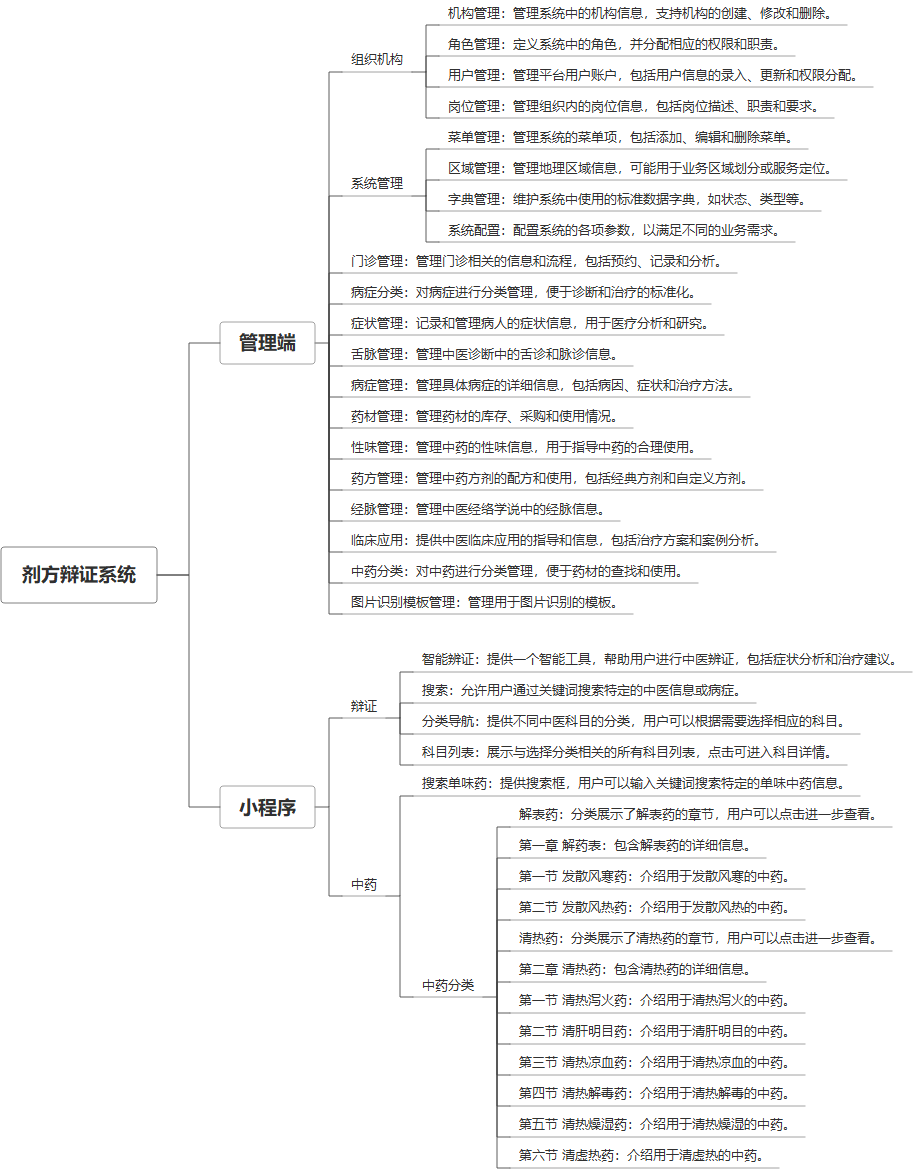 剂方辩证系统
管理端
组织机构
机构管理：管理系统中的机构信息，支持机构的创建、修改和删除。
角色管理：定义系统中的角色，并分配相应的权限和职责。
用户管理：管理平台用户账户，包括用户信息的录入、更新和权限分配。
岗位管理：管理组织内的岗位信息，包括岗位描述、职责和要求。
系统管理
菜单管理：管理系统的菜单项，包括添加、编辑和删除菜单。
区域管理：管理地理区域信息，可能用于业务区域划分或服务定位。
字典管理：维护系统中使用的标准数据字典，如状态、类型等。
系统配置：配置系统的各项参数，以满足不同的业务需求。
门诊管理：管理门诊相关的信息和流程，包括预约、记录和分析。
病症分类：对病症进行分类管理，便于诊断和治疗的标准化。
症状管理：记录和管理病人的症状信息，用于医疗分析和研究。
舌脉管理：管理中医诊断中的舌诊和脉诊信息。
病症管理：管理具体病症的详细信息，包括病因、症状和治疗方法。
药材管理：管理药材的库存、采购和使用情况。
性味管理：管理中药的性味信息，用于指导中药的合理使用。
药方管理：管理中药方剂的配方和使用，包括经典方剂和自定义方剂。
经脉管理：管理中医经络学说中的经脉信息。
临床应用：提供中医临床应用的指导和信息，包括治疗方案和案例分析。
中药分类：对中药进行分类管理，便于药材的查找和使用。
图片识别模板管理：管理用于图片识别的模板。
小程序
辩证
智能辨证：提供一个智能工具，帮助用户进行中医辨证，包括症状分析和治疗建议。
搜索：允许用户通过关键词搜索特定的中医信息或病症。
分类导航：提供不同中医科目的分类，用户可以根据需要选择相应的科目。
科目列表：展示与选择分类相关的所有科目列表，点击可进入科目详情。
中药
搜索单味药：提供搜索框，用户可以输入关键词搜索特定的单味中药信息。
中药分类
解表药：分类展示了解表药的章节，用户可以点击进一步查看。
第一章 解药表：包含解表药的详细信息。
第一节 发散风寒药：介绍用于发散风寒的中药。
第二节 发散风热药：介绍用于发散风热的中药。
清热药：分类展示了清热药的章节，用户可以点击进一步查看。
第二章 清热药：包含清热药的详细信息。
第一节 清热泻火药：介绍用于清热泻火的中药。
第二节 清肝明目药：介绍用于清肝明目的中药。
第三节 清热凉血药：介绍用于清热凉血的中药。
第四节 清热解毒药：介绍用于清热解毒的中药。
第五节 清热燥湿药：介绍用于清热燥湿的中药。
第六节 清虚热药：介绍用于清虚热的中药。